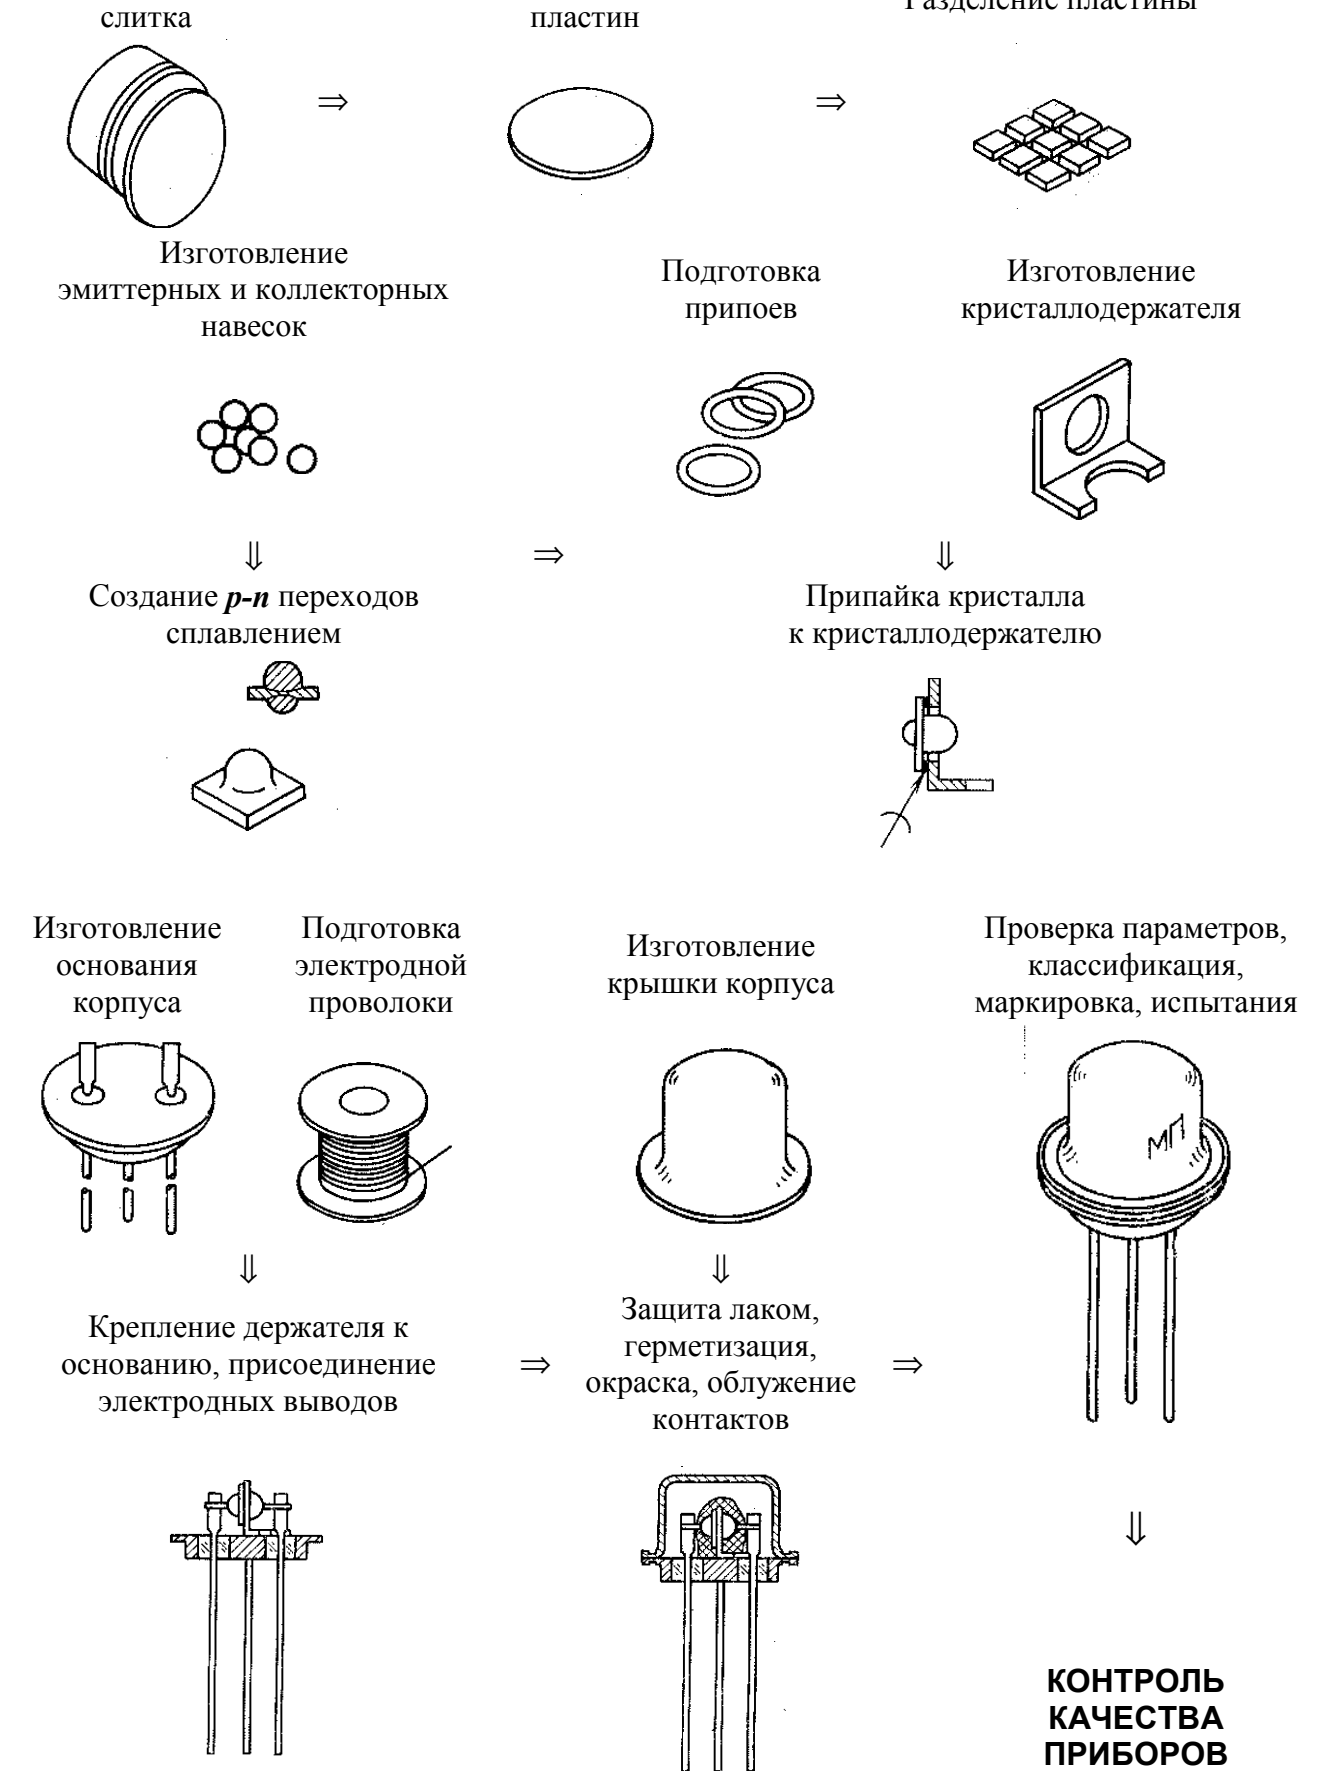 слитка
пластин
Разделение пластины
⇒
⇒
Изготовление
эмиттерных и коллекторных
навесок
Подготовка
припоев
Изготовление
кристаллодержателя
⇓
⇒
⇓
Создание p-n переходов
сплавлением
Припайка кристалла
к кристаллодержателю
Изготовление
основания
корпуса
Подготовка
электродной
проволоки
Изготовление
крышки корпуса
Проверка параметров,
классификация,
маркировка, испытания
МП
⇓
⇓
Крепление держателя к
основанию, присоединение
электродных выводов
⇒
Защита лаком,
герметизация,
окраска, облужение
контактов
⇒
⇓
КОНТРОЛЬ
КАЧЕСТВА
ПРИБОРОВ